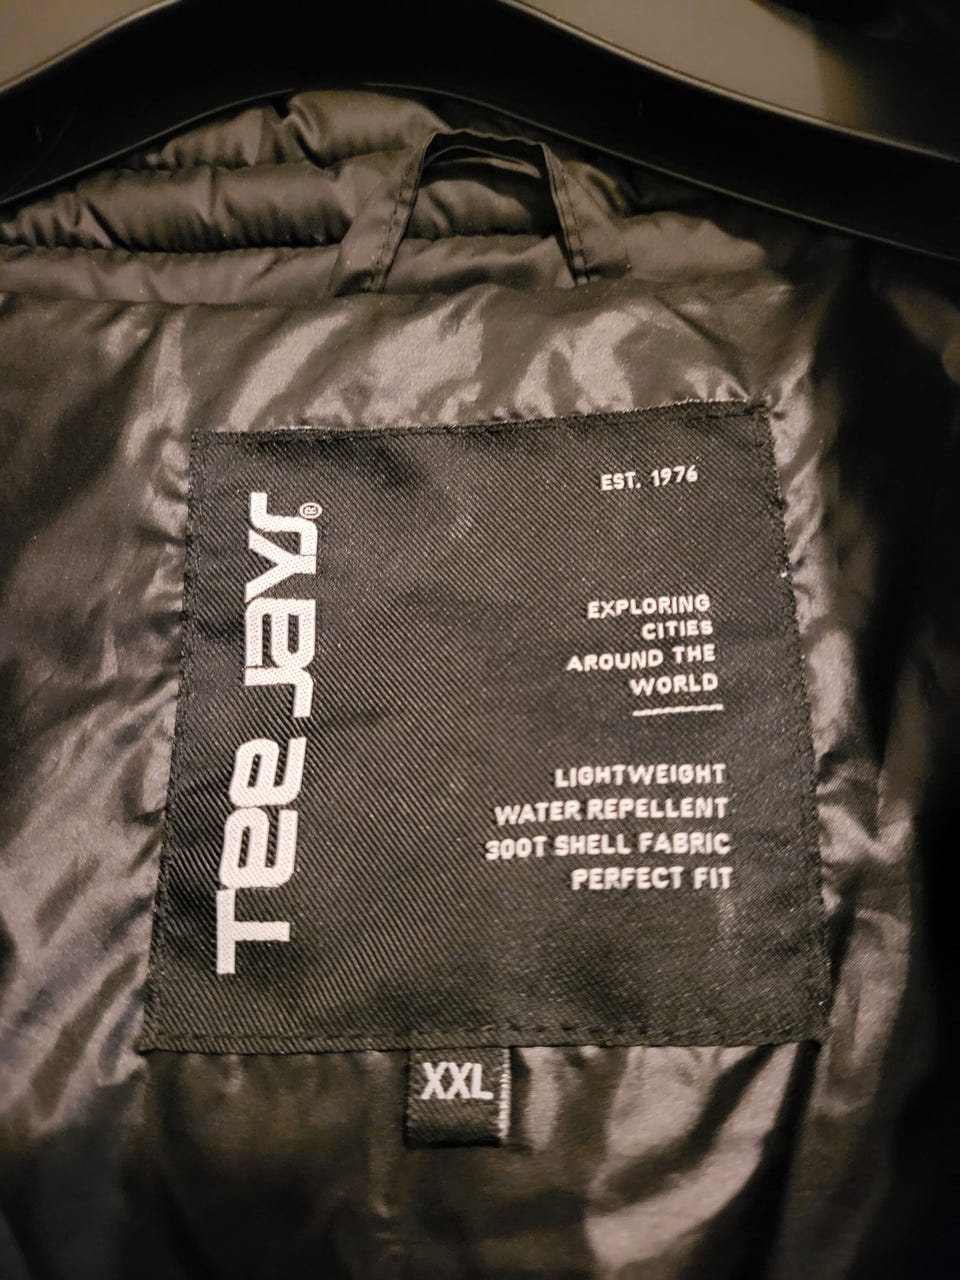 Tee Jays®
EST. 1976
EXPLORING
CITIES
AROUND THE
WORLD
LIGHTWEIGHT
WATER REPELLENT
300T SHELL FABRIC
PERFECT FIT
XXL